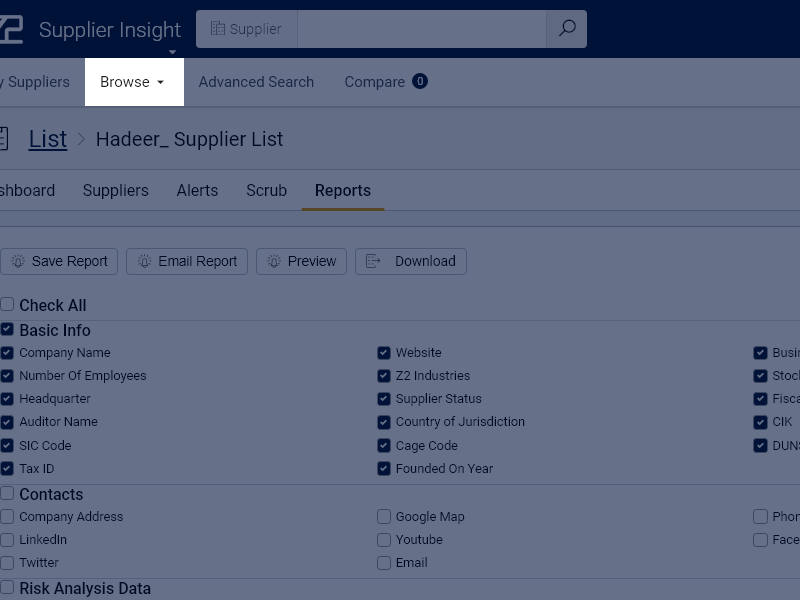 Z2 Supplier Insight Supplier
y Suppliers Browse Advanced Search Compare 0
List > Hadeer_ Supplier List
shboard Suppliers Alerts Scrub Reports
Save Report Email Report Preview Download
Check All
Basic Info
Company Name Website Busi
Number Of Employees Z2 Industries Stock
Headquarter Supplier Status Fisca
Auditor Name Country of Jurisdiction CIK
SIC Code Cage Code DUNS
Tax ID Founded On Year
Contacts
Company Address Google Map Phon
LinkedIn Youtube Face
Twitter Email
Risk Analysis Data